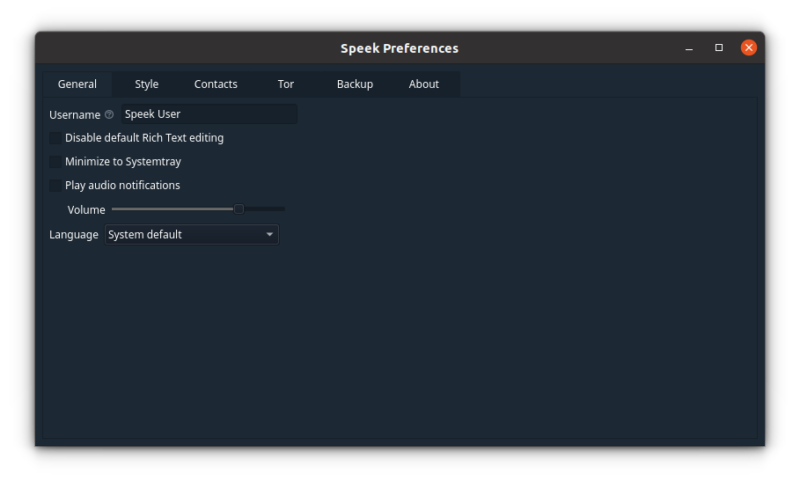 Speek Preferences
General Style Contacts Tor Backup About
Username Speek User
Disable default Rich Text editing
Minimize to Systemtray
Play audio notifications
Volume
Language System default